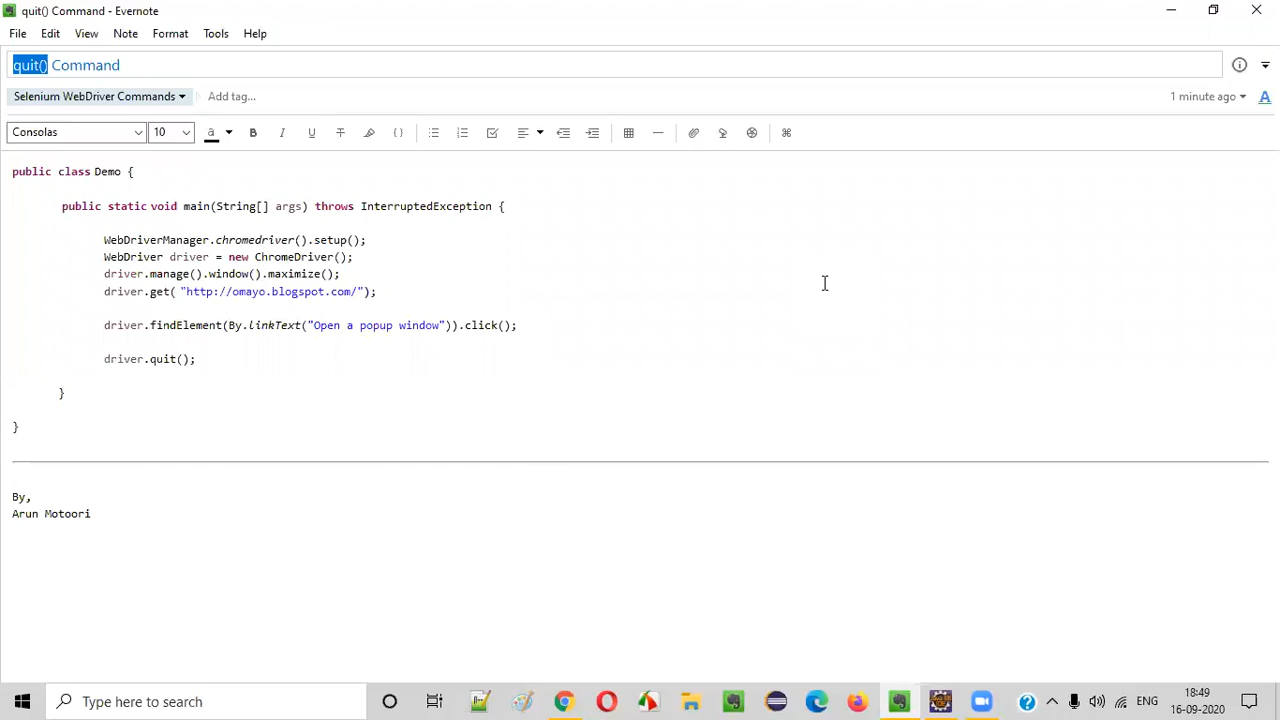 quit() Command - Evernote
File Edit View Note Format Tools Help
quit() Command
Selenium WebDriver Commands Add tag... 1 minute ago A
Consolas 10 a B I U T { }
public class Demo {
public static void main(String[] args) throws InterruptedException {
WebDriverManager.chromedriver().setup();
WebDriver driver = new ChromeDriver();
driver.manage().window().maximize();
driver.get( "http://omayo.blogspot.com/");
driver.findElement(By.linkText("Open a popup window")).click();
driver.quit();
}
}
By,
Arun Motoori
Type here to search
ENG
18:49
16-09-2020